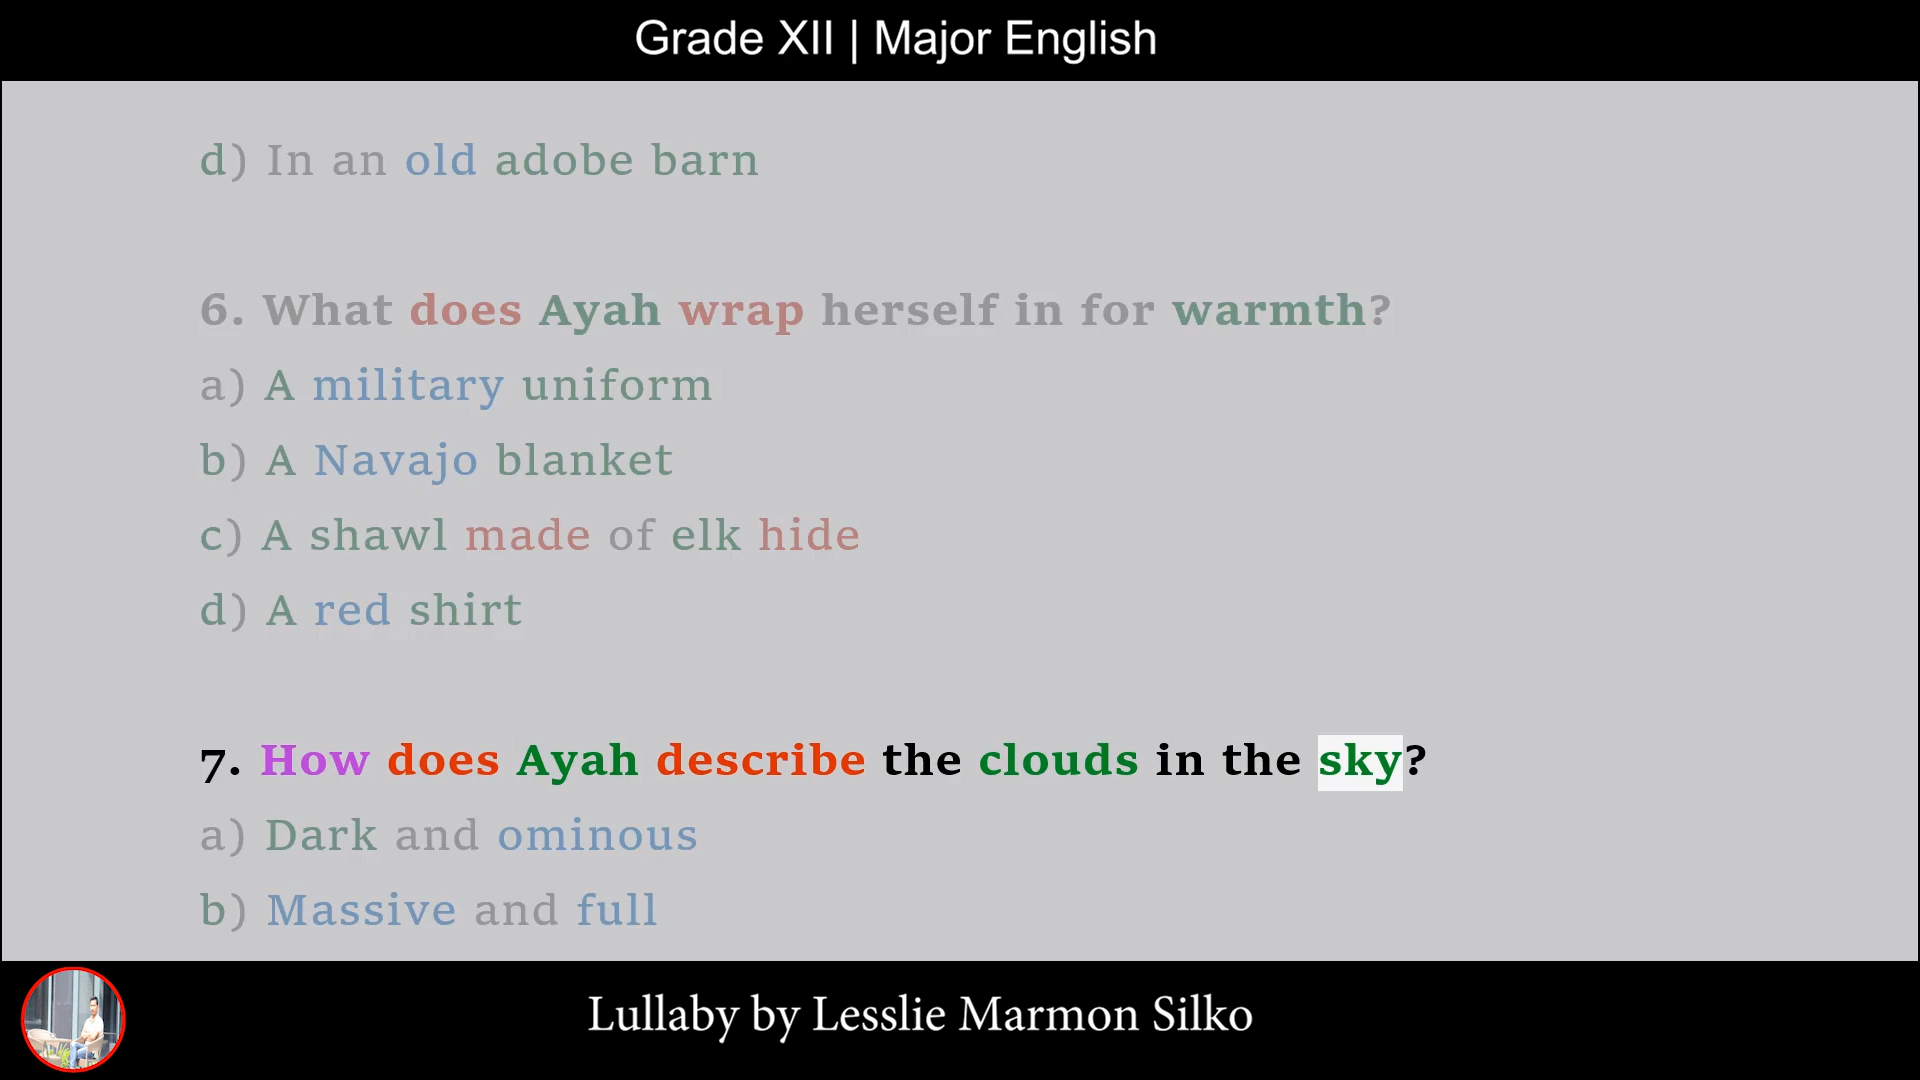 Grade XII | Major English
d) In an old adobe barn
6. What does Ayah wrap herself in for warmth?
a) A military uniform
b) A Navajo blanket
c) A shawl made of elk hide
d) A red shirt
7. How does Ayah describe the clouds in the sky?
a) Dark and ominous
b) Massive and full
Lullaby by Lesslie Marmon Silko